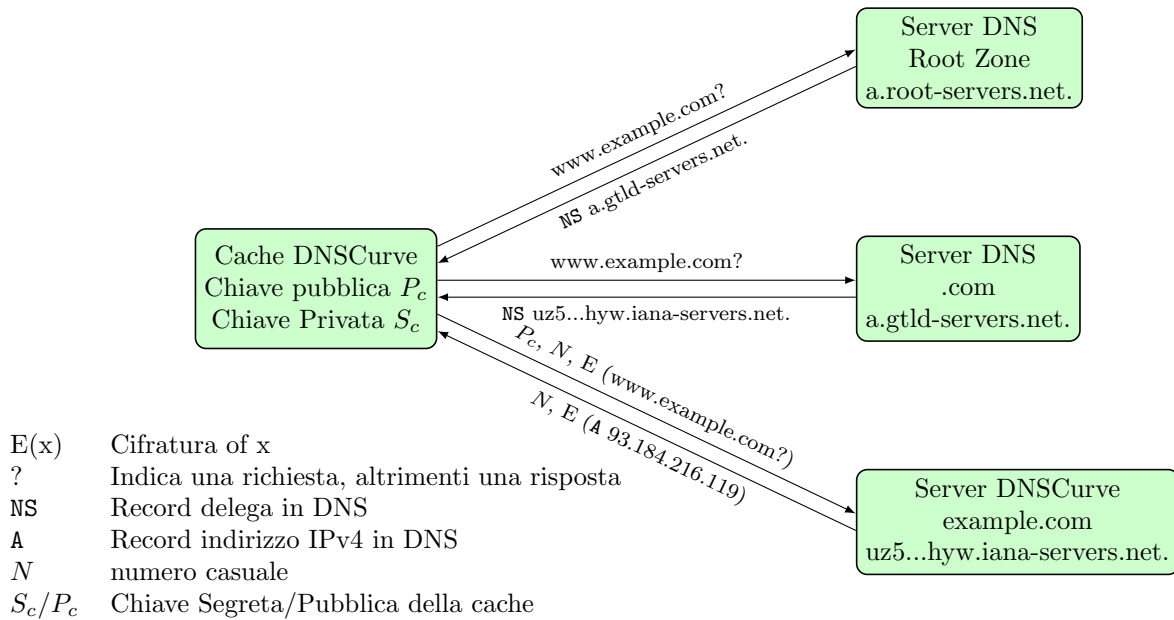 Server DNS
Root Zone
a.root-servers.net.
www.example.com?
NS a.gtld-servers.net.
Cache DNSCurve
Chiave pubblica P_c
Chiave Privata S_c
www.example.com?
NS uz5...hyw.iana-servers.net.
Server DNS
.com
a.gtld-servers.net.
P_c, N, E (www.example.com?)
N, E (A 93.184.216.119)
Server DNSCurve
example.com
uz5...hyw.iana-servers.net.
E(x) Cifratura of x
? Indica una richiesta, altrimenti una risposta
NS Record delega in DNS
A Record indirizzo IPv4 in DNS
N numero casuale
S_c/P_c Chiave Segreta/Pubblica della cache